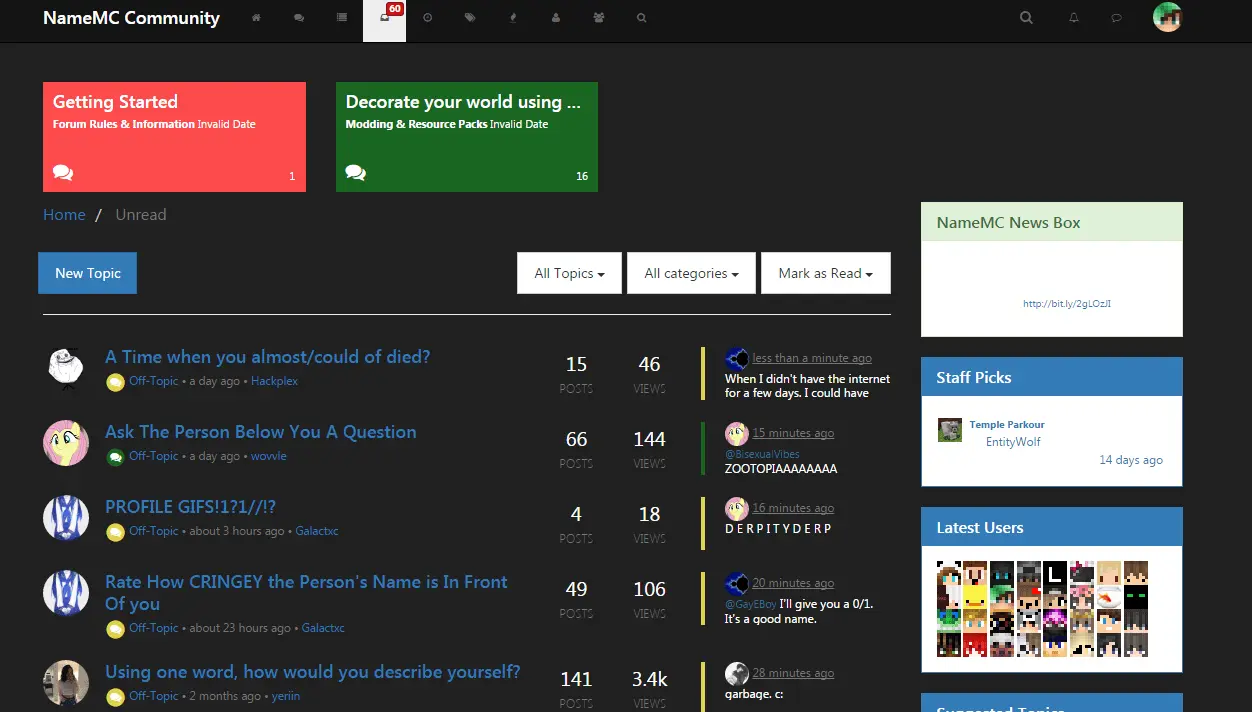 NameMC Community
60
Getting Started
Forum Rules & Information Invalid Date
1
Decorate your world using ...
Modding & Resource Packs Invalid Date
16
Home / Unread
New Topic
All Topics
All categories
Mark as Read
A Time when you almost/could of died?
Off-Topic • a day ago • Hackplex
15
POSTS
46
VIEWS
less than a minute ago
When I didn't have the internet
for a few days. I could have
Ask The Person Below You A Question
Off-Topic • a day ago • wovvle
66
POSTS
144
VIEWS
15 minutes ago
@BisexualVibes
ZOOTOPIAAAAAAAA
PROFILE GIFS!1?1//!?
Off-Topic • about 3 hours ago • Galactxc
4
POSTS
18
VIEWS
16 minutes ago
D E R P I T Y D E R P
Rate How CRINGEY the Person's Name is In Front
Of you
Off-Topic • about 23 hours ago • Galactxc
49
POSTS
106
VIEWS
20 minutes ago
@GayEBoy I'll give you a 0/1.
It's a good name.
Using one word, how would you describe yourself?
Off-Topic • 2 months ago • yeriin
141
POSTS
3.4k
VIEWS
28 minutes ago
garbage. c:
NameMC News Box
http://bit.ly/2gLOzJI
Staff Picks
Temple Parkour
EntityWolf
14 days ago
Latest Users
L
Suggested Topics